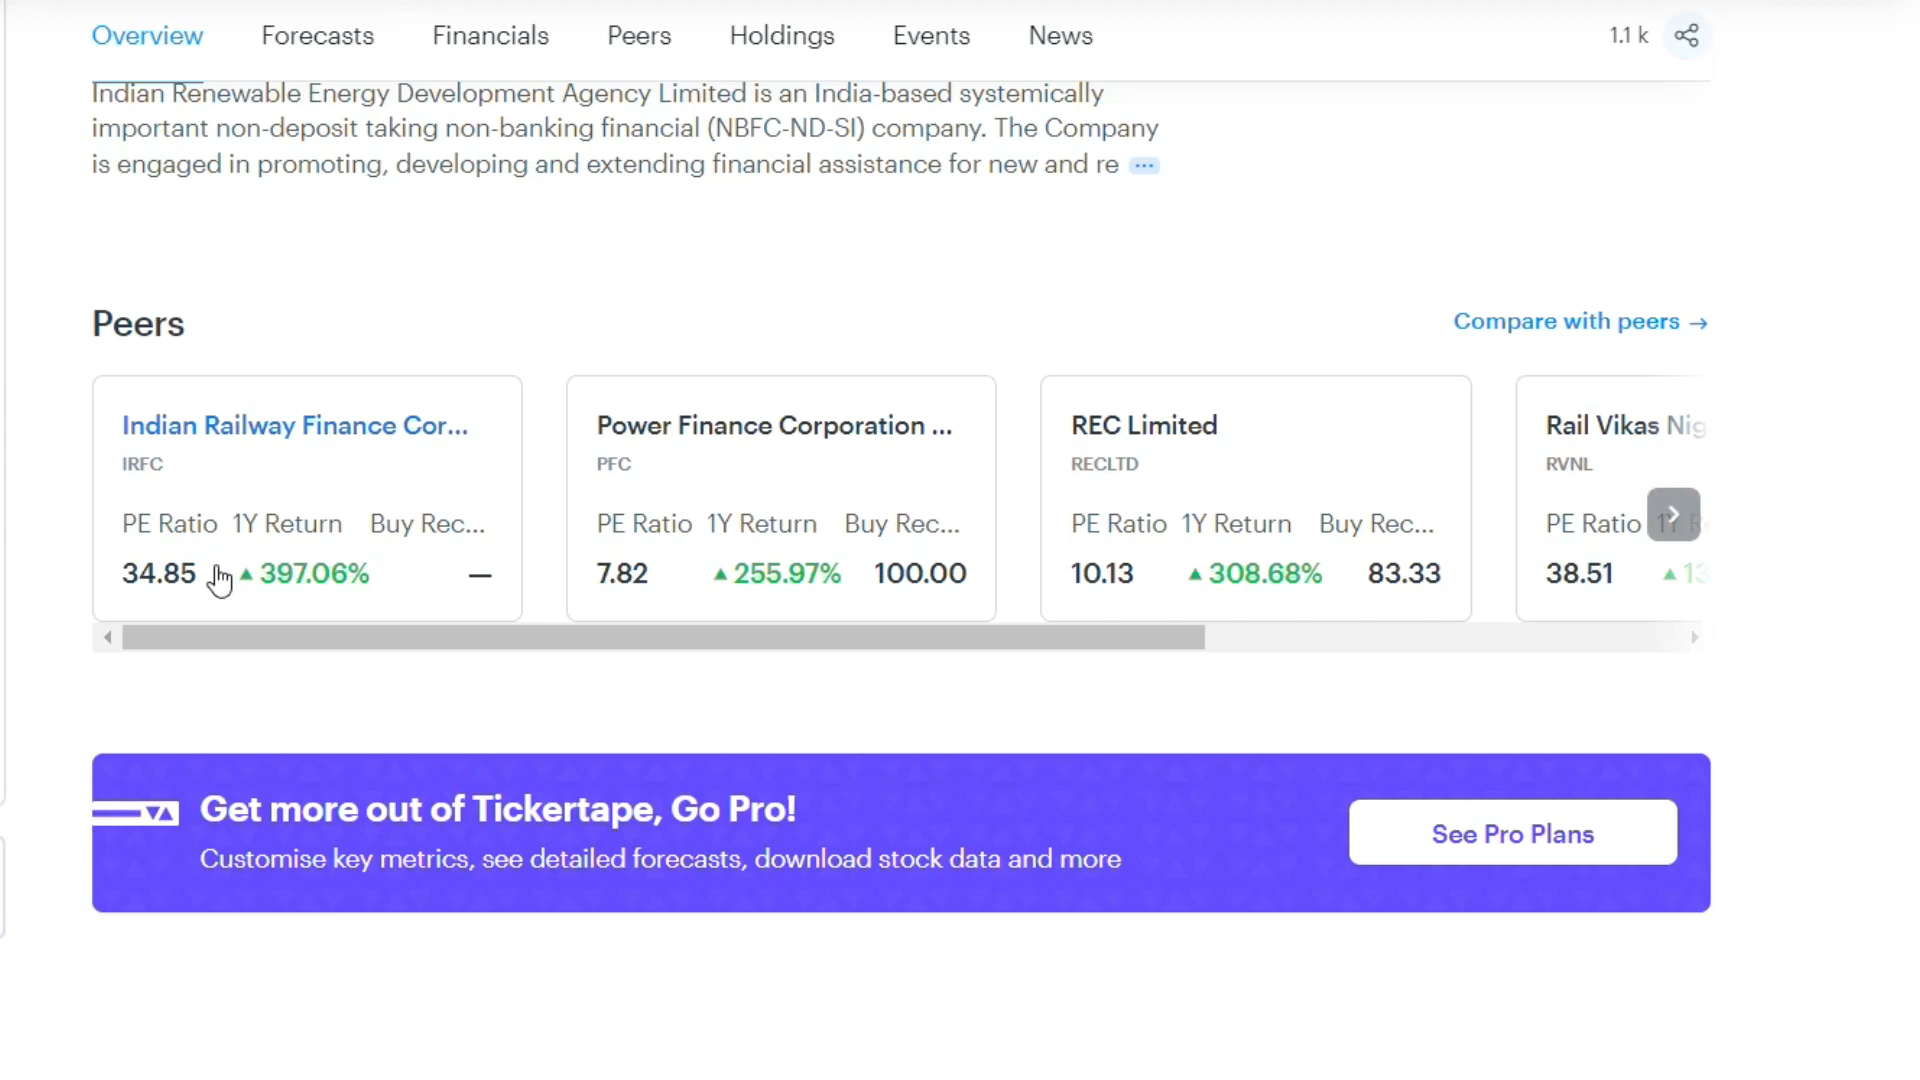 Overview Forecasts Financials Peers Holdings Events News 1.1 k
Indian Renewable Energy Development Agency Limited is an India-based systemically
important non-deposit taking non-banking financial (NBFC-ND-SI) company. The Company
is engaged in promoting, developing and extending financial assistance for new and re ...
Peers
Compare with peers →
Indian Railway Finance Cor...
IRFC
PE Ratio 1Y Return Buy Rec...
34.85 ▲ 397.06% —
Power Finance Corporation ...
PFC
PE Ratio 1Y Return Buy Rec...
7.82 ▲ 255.97% 100.00
REC Limited
RECLTD
PE Ratio 1Y Return Buy Rec...
10.13 ▲ 308.68% 83.33
Rail Vikas Nig
RVNL
PE Ratio 1Y
38.51 ▲ 13
Get more out of Tickertape, Go Pro!
Customise key metrics, see detailed forecasts, download stock data and more
See Pro Plans